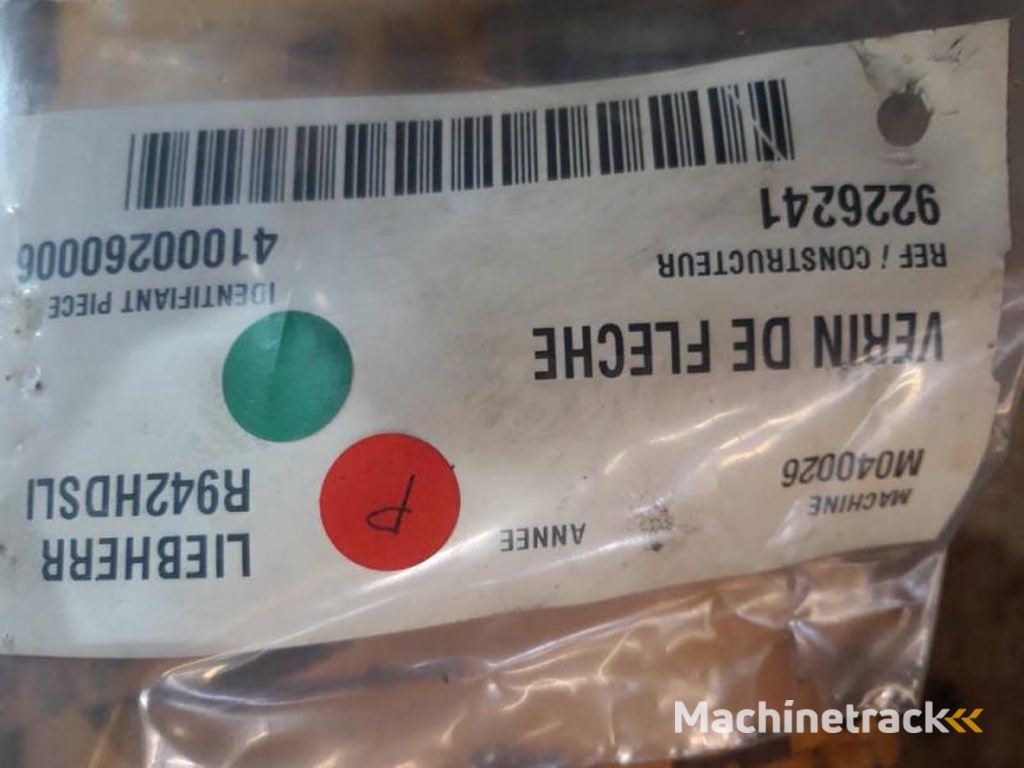 MACHINE
M040026
ANNEE
LIEBHERR
R942HDSLI
P
VERIN DE FLECHE
REF / CONSTRUCTEUR
9226241
IDENTIFIANT PIECE
41000260006
Machinetrack